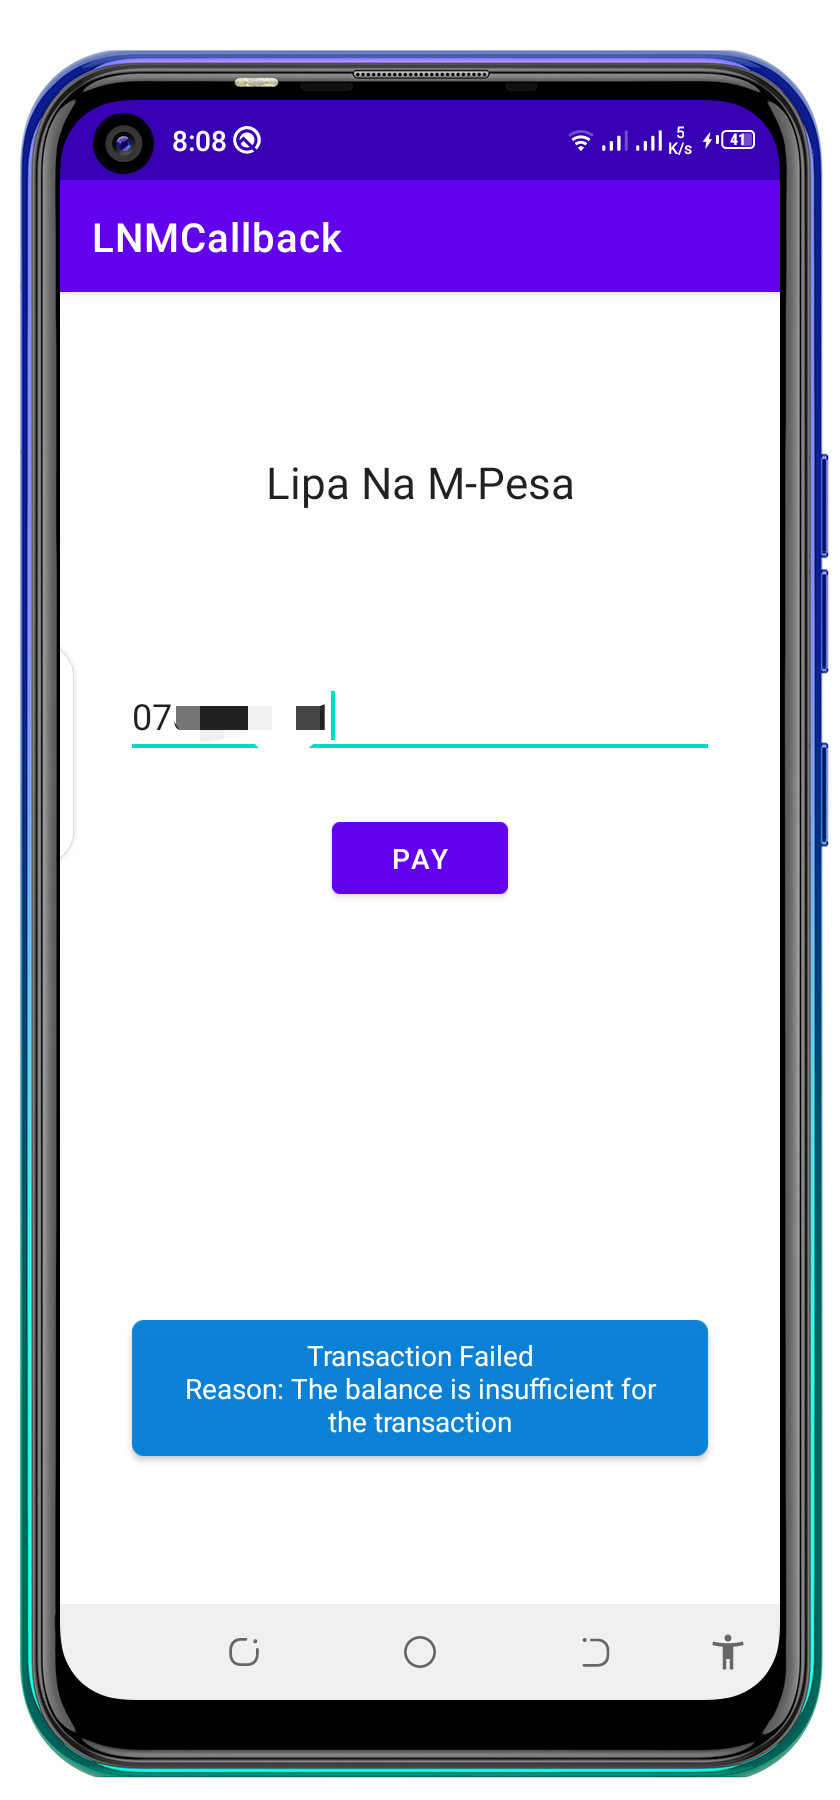 8:08
5
K/s
41
LNMCallback
Lipa Na M-Pesa
07
PAY
Transaction Failed
Reason: The balance is insufficient for
the transaction